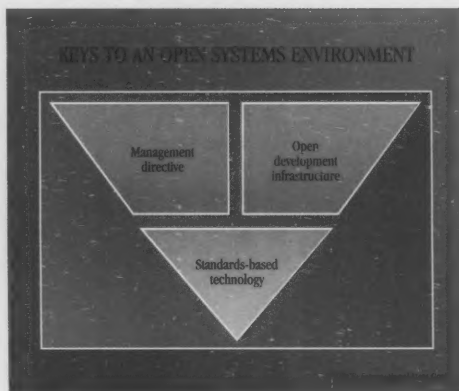 KEYS TO AN OPEN SYSTEMS ENVIRONMENT
Management
directive
Open
development
infrastructure
Standards-based
technology